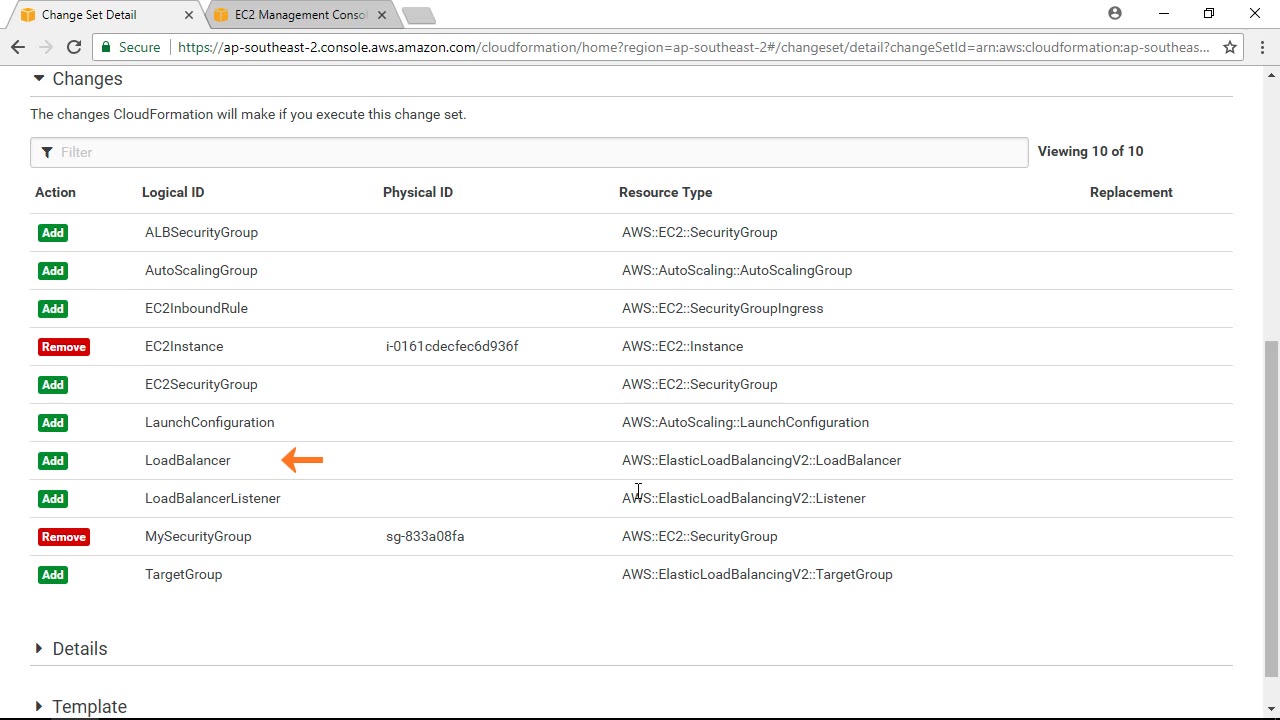 Change Set Detail
EC2 Management Consol
Secure
https://ap-southeast-2.console.aws.amazon.com/cloudformation/home?region=ap-southeast-2#/changeset/detail?changeSetId=arn:aws:cloudformation:ap-southeas...
Changes
The changes CloudFormation will make if you execute this change set.
Filter
Viewing 10 of 10
Action Logical ID Physical ID Resource Type Replacement
Add ALBSecurityGroup AWS::EC2::SecurityGroup
Add AutoScalingGroup AWS::AutoScaling::AutoScalingGroup
Add EC2InboundRule AWS::EC2::SecurityGroupIngress
Remove EC2Instance i-0161cdecfec6d936f AWS::EC2::Instance
Add EC2SecurityGroup AWS::EC2::SecurityGroup
Add LaunchConfiguration AWS::AutoScaling::LaunchConfiguration
Add LoadBalancer AWS::ElasticLoadBalancingV2::LoadBalancer
Add LoadBalancerListener AWS::ElasticLoadBalancingV2::Listener
Remove MySecurityGroup sg-833a08fa AWS::EC2::SecurityGroup
Add TargetGroup AWS::ElasticLoadBalancingV2::TargetGroup
Details
Template